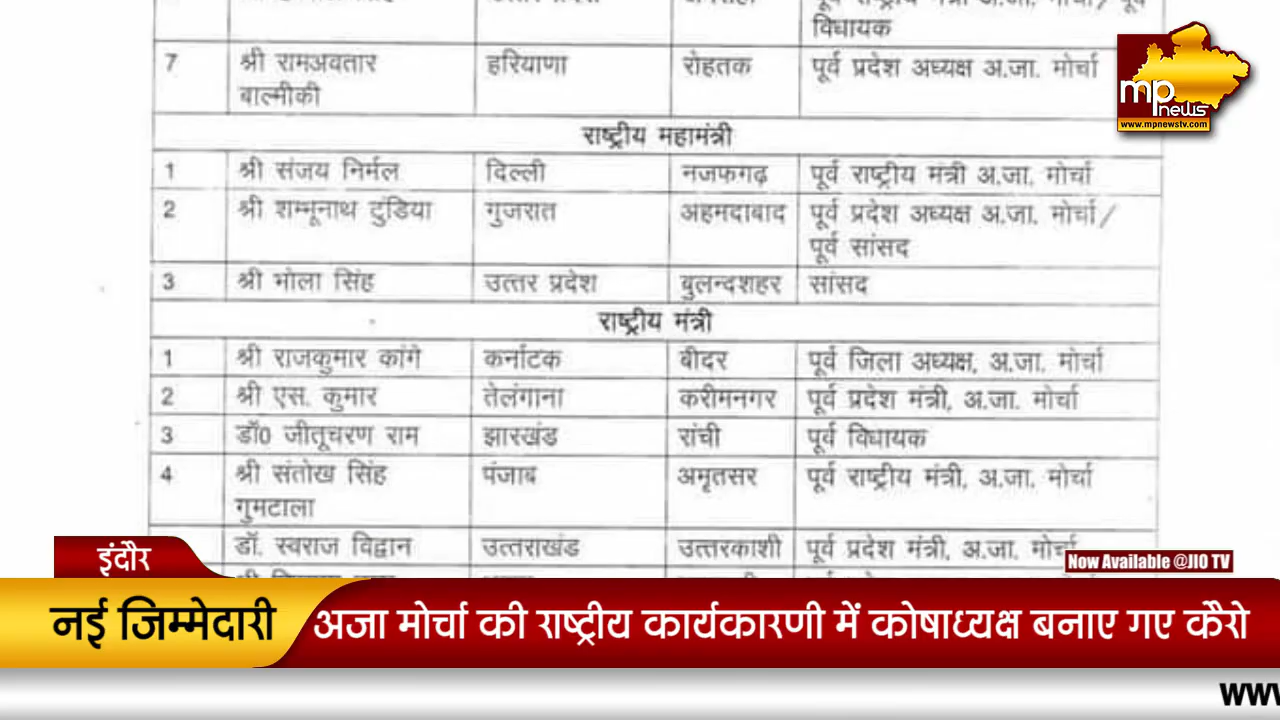 विधायक
7 श्री रामअवतार बाल्मीकी हरियाणा रोहतक पूर्व प्रदेश अध्यक्ष अ.जा. मोर्चा
राष्ट्रीय महामंत्री
1 श्री संजय निर्मल दिल्ली नजफगढ़ पूर्व राष्ट्रीय मंत्री अ.जा. मोर्चा
2 श्री शम्भूनाथ टुंडिया गुजरात अहमदाबाद पूर्व प्रदेश अध्यक्ष अ.जा. मोर्चा/
पूर्व सांसद
3 श्री भोला सिंह उत्तर प्रदेश बुलन्दशहर सांसद
राष्ट्रीय मंत्री
1 श्री राजकुमार कांगे कर्नाटक बीदर पूर्व जिला अध्यक्ष, अ.जा. मोर्चा
2 श्री एस. कुमार तेलंगाना करीमनगर पूर्व प्रदेश मंत्री, अ.जा. मोर्चा
3 डॉ0 जीतूचरण राम झारखंड रांची पूर्व विधायक
4 श्री संतोख सिंह गुमटाला पंजाब अमृतसर पूर्व राष्ट्रीय मंत्री, अ.जा. मोर्चा
डॉ. स्वराज विद्वान उत्तराखंड उत्तरकाशी पूर्व प्रदेश मंत्री, अ.जा. मोर्चा
mp news
www.mpnewstv.com
Now Available @JIO TV
इंदौर
नई जिम्मेदारी
अजा मोर्चा की राष्ट्रीय कार्यकारणी में कोषाध्यक्ष बनाए गए कैरो
www